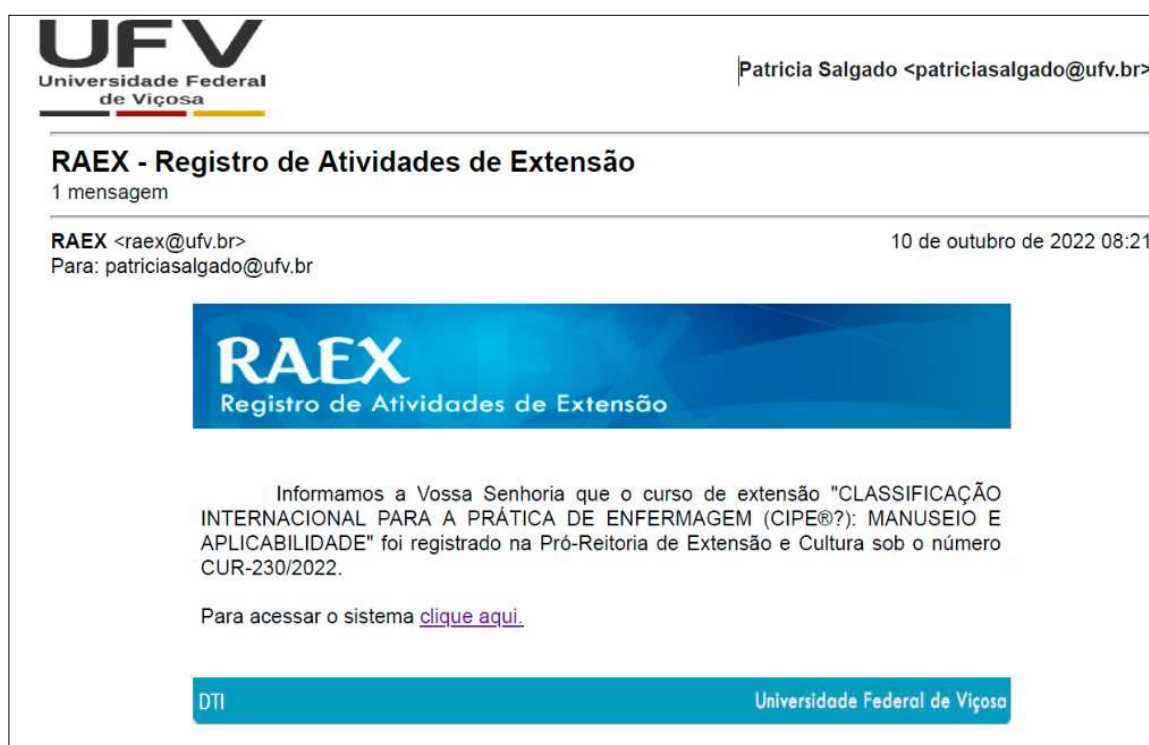 UFV
Universidade Federal
de Viçosa
Patricia Salgado <patriciasalgado@ufv.br>
RAEX - Registro de Atividades de Extensão
1 mensagem
RAEX <raex@ufv.br>
10 de outubro de 2022 08:21
Para: patriciasalgado@ufv.br
RAEX
Registro de Atividades de Extensão
Informamos a Vossa Senhoria que o curso de extensão "CLASSIFICAÇÃO
INTERNACIONAL PARA A PRÁTICA DE ENFERMAGEM (CIPE®?): MANUSEIO E
APLICABILIDADE" foi registrado na Pró-Reitoria de Extensão e Cultura sob o número
CUR-230/2022.
Para acessar o sistema clique aqui.
DTI
Universidade Federal de Viçosa